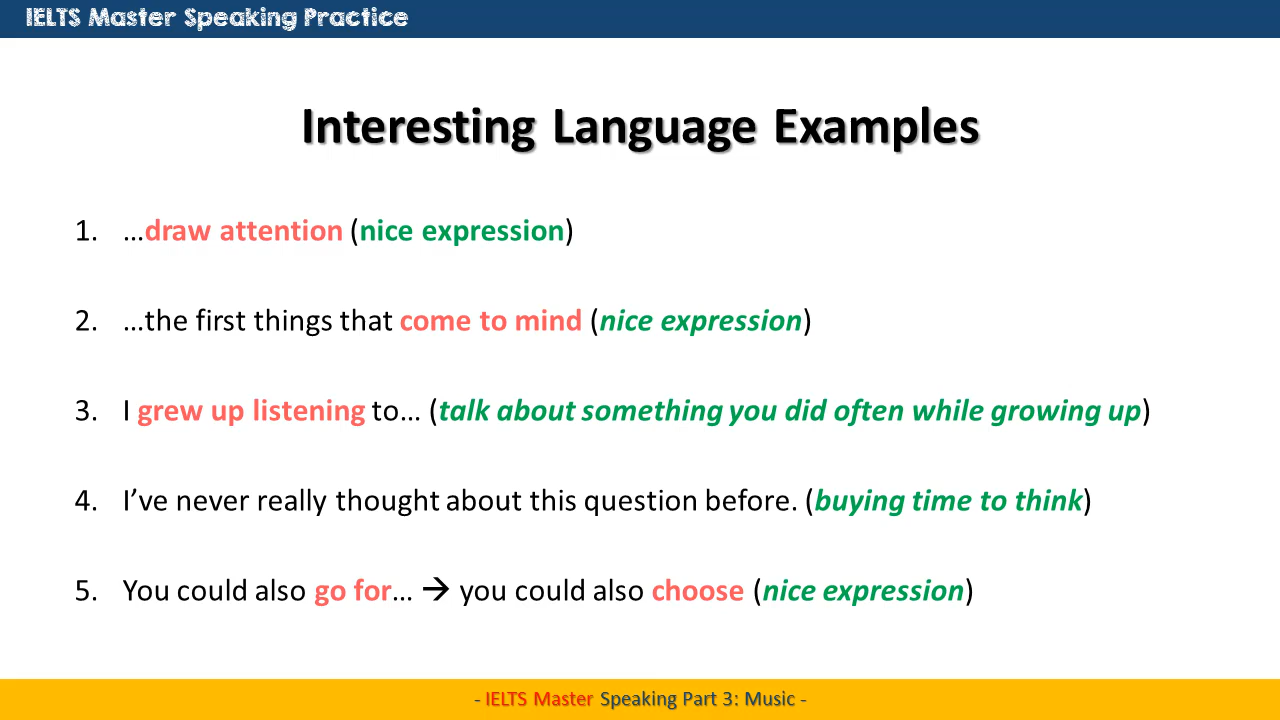 IELTS Master Speaking Practice
Interesting Language Examples
1. …draw attention (nice expression)
2. …the first things that come to mind (nice expression)
3. I grew up listening to… (talk about something you did often while growing up)
4. I’ve never really thought about this question before. (buying time to think)
5. You could also go for… → you could also choose (nice expression)
- IELTS Master Speaking Part 3: Music -